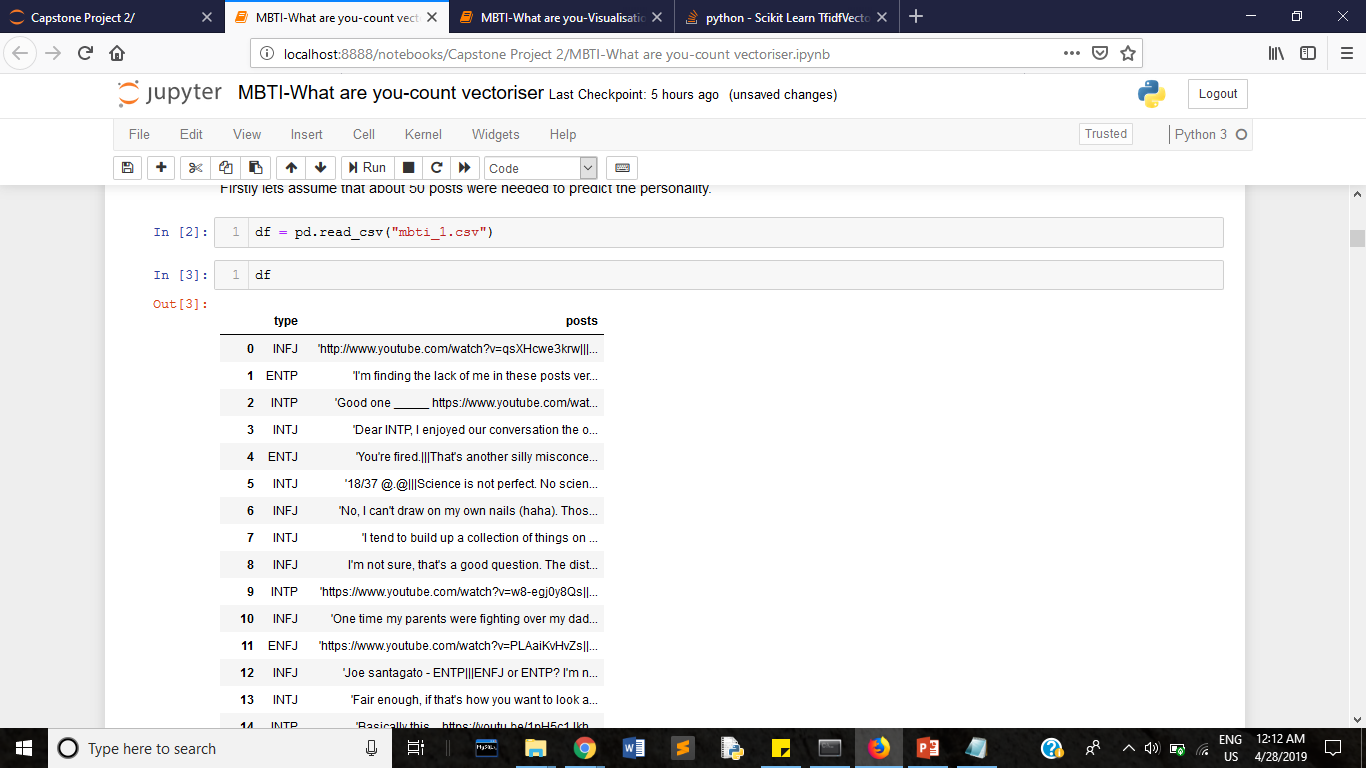 Capstone Project 2/
MBTI-What are you-count vect
MBTI-What are you-Visualisatio
python - Scikit Learn TfidfVecto
localhost:8888/notebooks/Capstone Project 2/MBTI-What are you-count vectoriser.ipynb
jupyter MBTI-What are you-count vectoriser Last Checkpoint: 5 hours ago (unsaved changes)
Logout
File Edit View Insert Cell Kernel Widgets Help
Trusted
Python 3
Run
Code
Firstly lets assume that about 50 posts were needed to predict the personality.
In [2]: 1 df = pd.read_csv("mbti_1.csv")
In [3]: 1 df
Out[3]:
type posts
0 INFJ 'http://www.youtube.com/watch?v=qsXHcwe3krw|||...
1 ENTP 'I'm finding the lack of me in these posts ver...
2 INTP 'Good one _____ https://www.youtube.com/wat...
3 INTJ 'Dear INTP, I enjoyed our conversation the o...
4 ENTJ 'You're fired.|||That's another silly misconce...
5 INTJ '18/37 @.@|||Science is not perfect. No scien...
6 INFJ 'No, I can't draw on my own nails (haha). Thos...
7 INTJ 'I tend to build up a collection of things on ...
8 INFJ I'm not sure, that's a good question. The dist...
9 INTP 'https://www.youtube.com/watch?v=w8-egj0y8Qs||...
10 INFJ 'One time my parents were fighting over my dad...
11 ENFJ 'https://www.youtube.com/watch?v=PLAaiKvHvZs||...
12 INFJ 'Joe santagato - ENTP|||ENFJ or ENTP? I'm n...
13 INTJ 'Fair enough, if that's how you want to look a...
14 INTP 'Basically this... https://youtu.be/1pH5c1Jkh...
Type here to search
MySQL
ENG
US
12:12 AM
4/28/2019